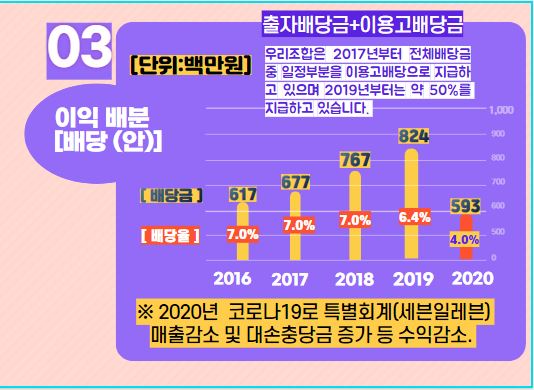 03
출자배당금+이용고배당금
[단위:백만원]
우리조합은 2017년부터 전체배당금
중 일정부분을 이용고배당으로 지급하
고 있으며 2019년부터는 약 50%를
지급하고 있습니다.
이익 배분
[배당 (안)]
1,000
900
800
700
600
500
0
[ 배당금 ]
617
677
767
824
593
[ 배당율 ]
7.0%
7.0%
7.0%
6.4%
4.0%
2016
2017
2018
2019
2020
※ 2020년 코로나19로 특별회계(세븐일레븐)
매출감소 및 대손충당금 증가 등 수익감소.